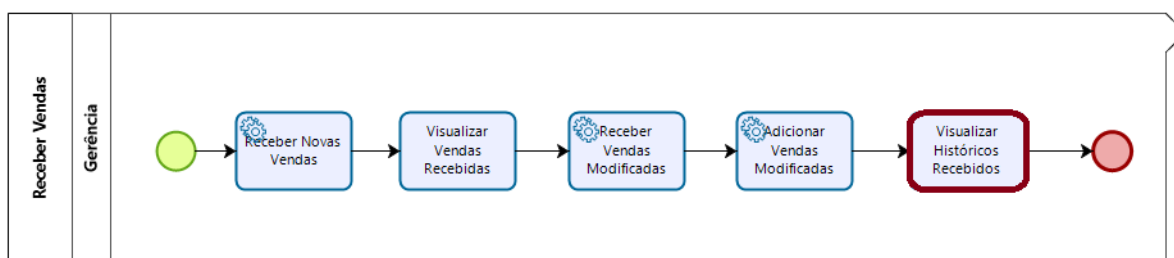 Receber Vendas
Gerência
Receber Novas
Vendas
Visualizar
Vendas
Recebidas
Receber
Vendas
Modificadas
Adicionar
Vendas
Modificadas
Visualizar
Históricos
Recebidos